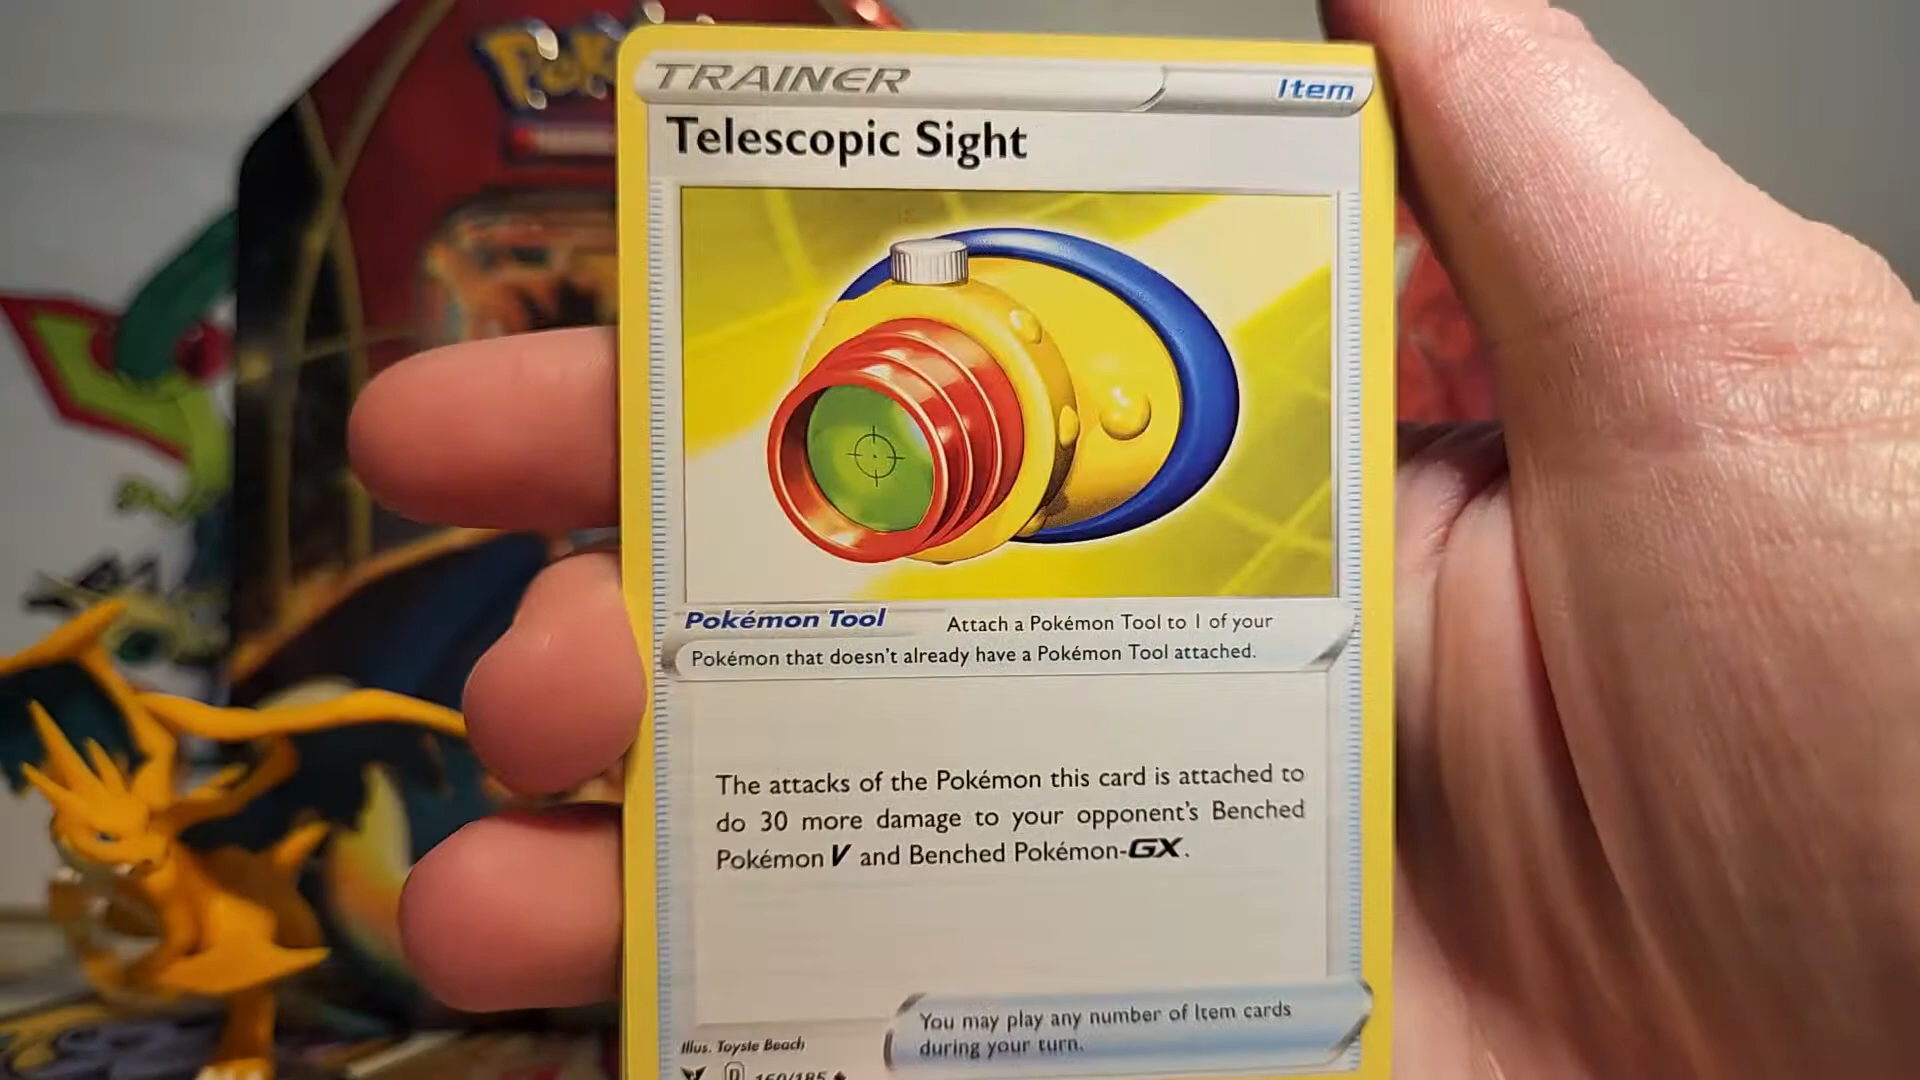 TRAINER
Item
Telescopic Sight
Pokémon Tool
Attach a Pokémon Tool to 1 of your
Pokémon that doesn't already have a Pokémon Tool attached.
The attacks of the Pokémon this card is attached to
do 30 more damage to your opponent's Benched
Pokémon V and Benched Pokémon-GX.
You may play any number of Item cards
during your turn.
Illus. Toyste Beach
D 160/185